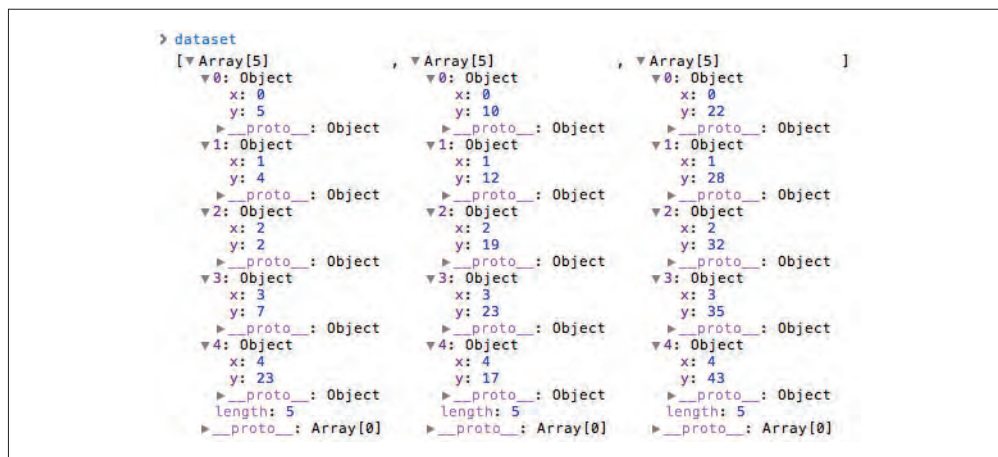 > dataset
[▼Array[5] , ▼Array[5] , ▼Array[5] ]
▼0: Object ▼0: Object ▼0: Object
x: 0 x: 0 x: 0
y: 5 y: 10 y: 22
▶__proto__: Object ▶__proto__: Object ▶__proto__: Object
▼1: Object ▼1: Object ▼1: Object
x: 1 x: 1 x: 1
y: 4 y: 12 y: 28
▶__proto__: Object ▶__proto__: Object ▶__proto__: Object
▼2: Object ▼2: Object ▼2: Object
x: 2 x: 2 x: 2
y: 2 y: 19 y: 32
▶__proto__: Object ▶__proto__: Object ▶__proto__: Object
▼3: Object ▼3: Object ▼3: Object
x: 3 x: 3 x: 3
y: 7 y: 23 y: 35
▶__proto__: Object ▶__proto__: Object ▶__proto__: Object
▼4: Object ▼4: Object ▼4: Object
x: 4 x: 4 x: 4
y: 23 y: 17 y: 43
▶__proto__: Object ▶__proto__: Object ▶__proto__: Object
length: 5 length: 5 length: 5
▶__proto__: Array[0] ▶__proto__: Array[0] ▶__proto__: Array[0]